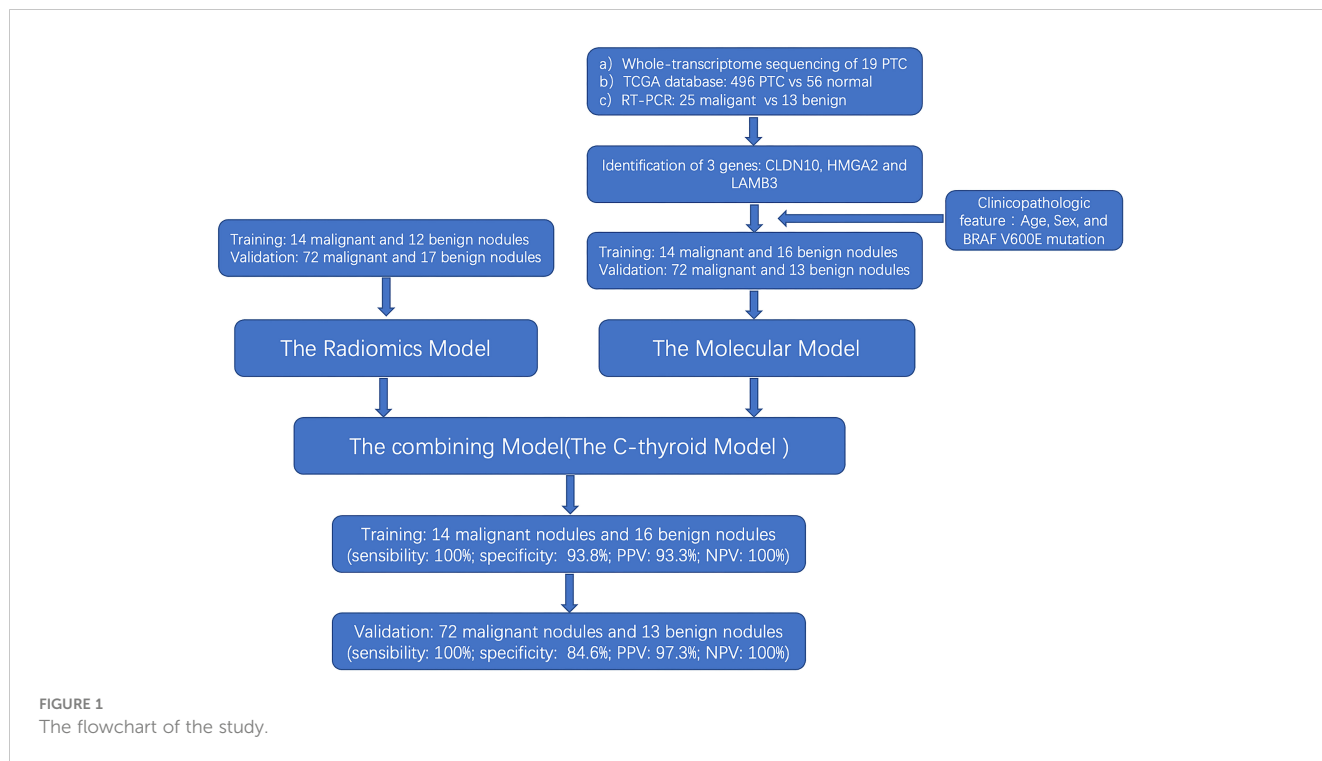 a）Whole-transcriptome sequencing of 19 PTC
b）TCGA database: 496 PTC vs 56 normal
c）RT-PCR: 25 maligant vs 13 benign
Identification of 3 genes: CLDN10, HMGA2 and
LAMB3
Clinicopathologic
feature：Age, Sex, and
BRAF V600E mutation
Training: 14 malignant and 12 benign nodules
Validation: 72 malignant and 17 benign nodules
Training: 14 malignant and 16 benign nodules
Validation: 72 malignant and 13 benign nodules
The Radiomics Model
The Molecular Model
The combining Model(The C-thyroid Model )
Training: 14 malignant nodules and 16 benign nodules
(sensibility: 100%; specificity: 93.8%; PPV: 93.3%; NPV: 100%)
Validation: 72 malignant nodules and 13 benign nodules
(sensibility: 100%; specificity: 84.6%; PPV: 97.3%; NPV: 100%)
FIGURE 1
The flowchart of the study.